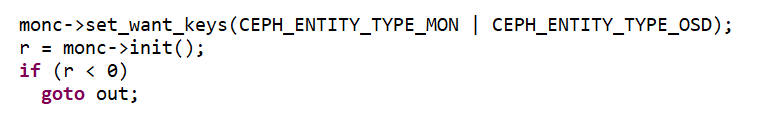 monc->set_want_keys(CEPH_ENTITY_TYPE_MON | CEPH_ENTITY_TYPE_OSD);
r = monc->init();
if (r < 0)
  goto out;